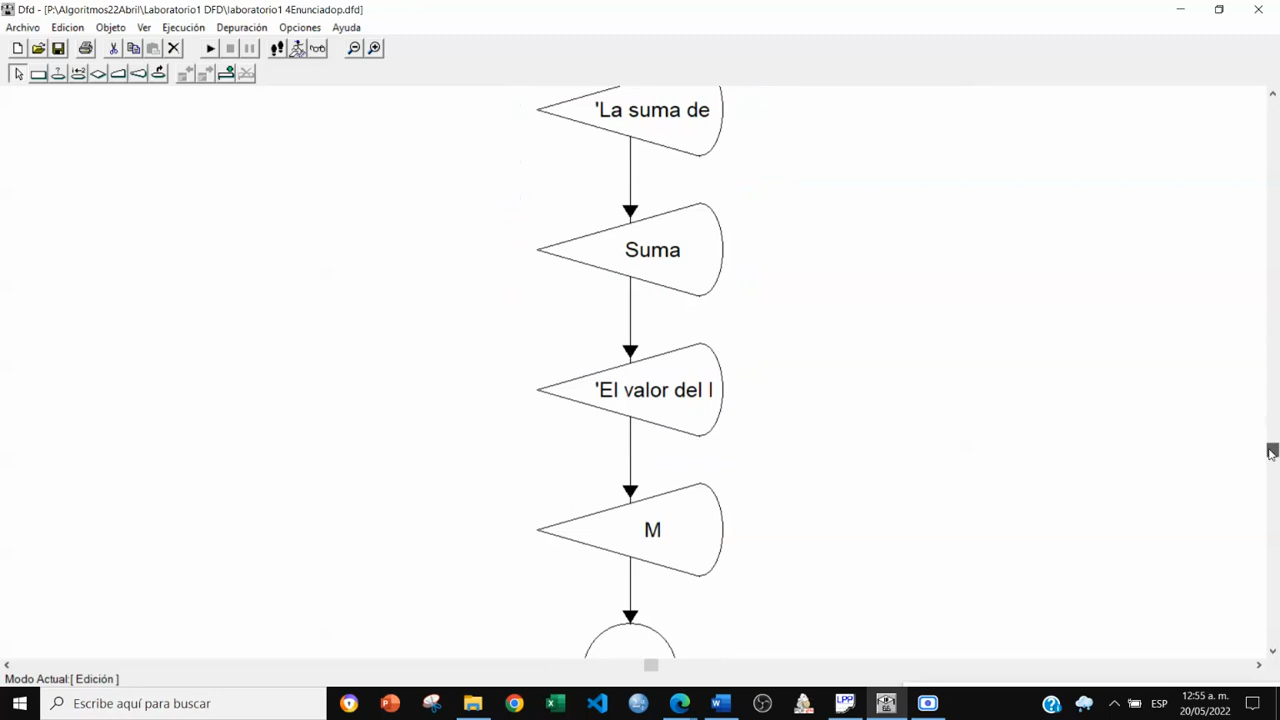 Dfd - [P:\Algoritmos22Abril\Laboratorio1 DFD\laboratorio1 4Enunciadop.dfd]
Archivo Edicion Objeto Ver Ejecución Depuración Opciones Ayuda
'La suma de
Suma
'El valor del l
M
Modo Actual:[ Edición ]
Escribe aquí para buscar
ESP
12:55 a. m.
20/05/2022